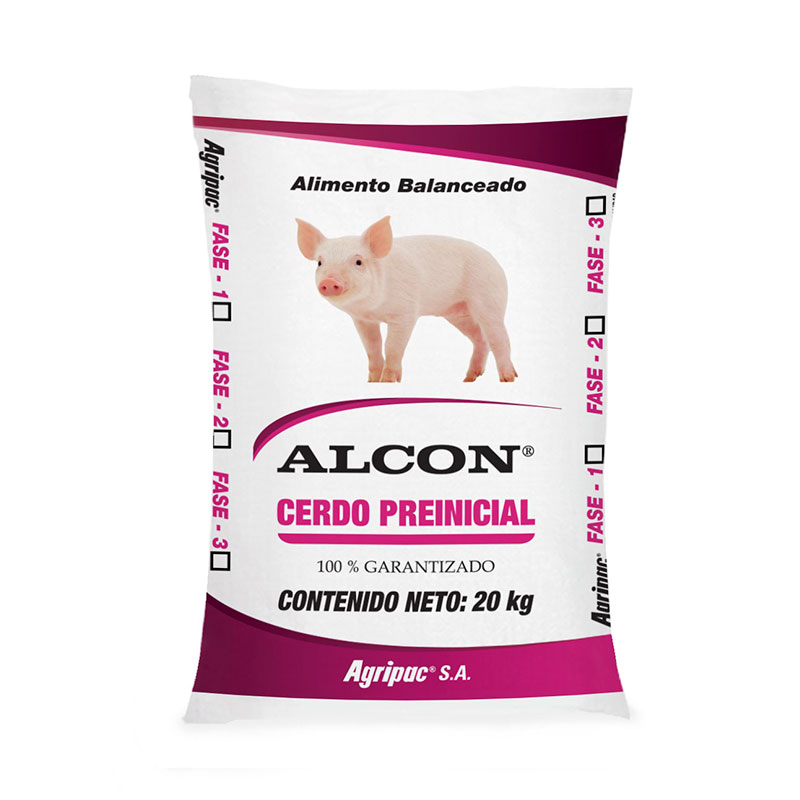 Alimento Balanceado
Agripac®
FASE - 1
FASE - 2
FASE - 3
ALCON®
CERDO PREINICIAL
100 % GARANTIZADO
CONTENIDO NETO: 20 kg
Agripac® S.A.
FASE - 3
FASE - 2
FASE - 1
Agripac®